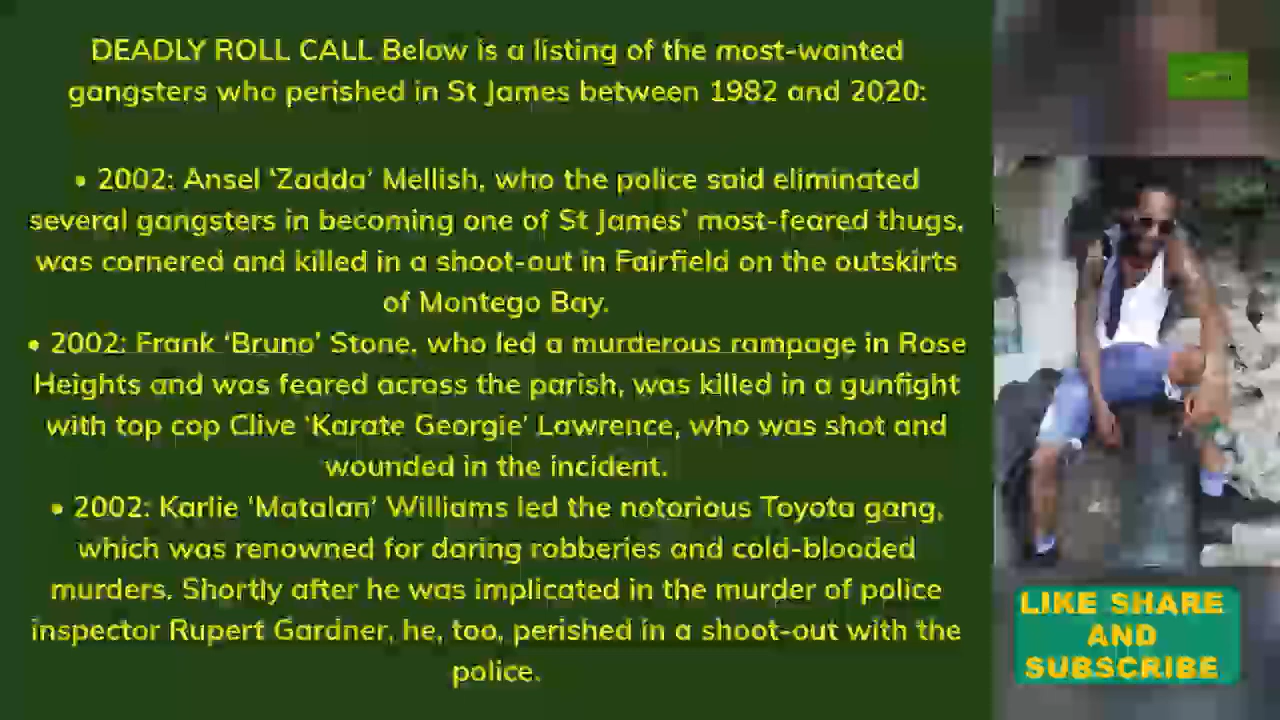 DEADLY ROLL CALL Below is a listing of the most-wanted
gangsters who perished in St James between 1982 and 2020:
• 2002: Ansel ‘Zadda’ Mellish, who the police said eliminated
several gangsters in becoming one of St James’ most-feared thugs,
was cornered and killed in a shoot-out in Fairfield on the outskirts
of Montego Bay.
• 2002: Frank ‘Bruno’ Stone, who led a murderous rampage in Rose
Heights and was feared across the parish, was killed in a gunfight
with top cop Clive ‘Karate Georgie’ Lawrence, who was shot and
wounded in the incident.
• 2002: Karlie ‘Matalan’ Williams led the notorious Toyota gang,
which was renowned for daring robberies and cold-blooded
murders. Shortly after he was implicated in the murder of police
inspector Rupert Gardner, he, too, perished in a shoot-out with the
police.
LIKE SHARE
AND
SUBSCRIBE